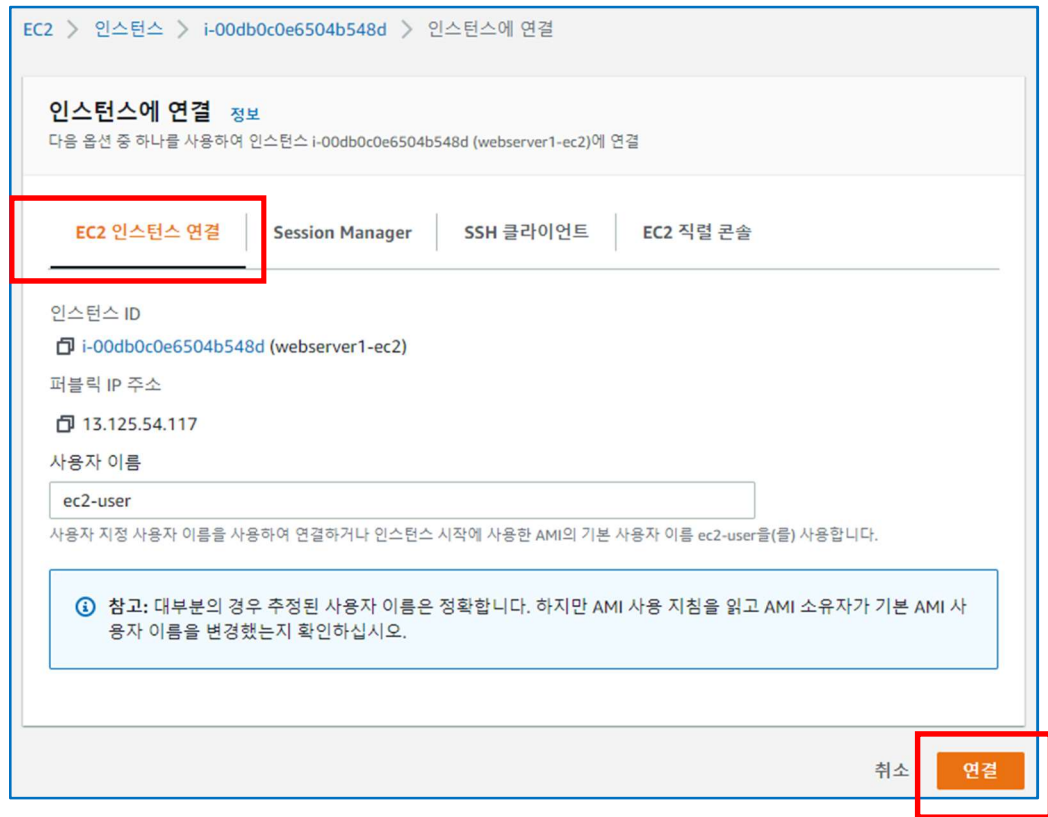 EC2 > 인스턴스 > i-00db0c0e6504b548d > 인스턴스에 연결
인스턴스에 연결 정보
다음 옵션 중 하나를 사용하여 인스턴스 i-00db0c0e6504b548d (webserver1-ec2)에 연결
EC2 인스턴스 연결 Session Manager SSH 클라이언트 EC2 직렬 콘솔
인스턴스 ID
i-00db0c0e6504b548d (webserver1-ec2)
퍼블릭 IP 주소
13.125.54.117
사용자 이름
ec2-user
사용자 지정 사용자 이름을 사용하여 연결하거나 인스턴스 시작에 사용한 AMI의 기본 사용자 이름 ec2-user을(를) 사용합니다.
참고: 대부분의 경우 추정된 사용자 이름은 정확합니다. 하지만 AMI 사용 지침을 읽고 AMI 소유자가 기본 AMI 사
용자 이름을 변경했는지 확인하십시오.
취소 연결